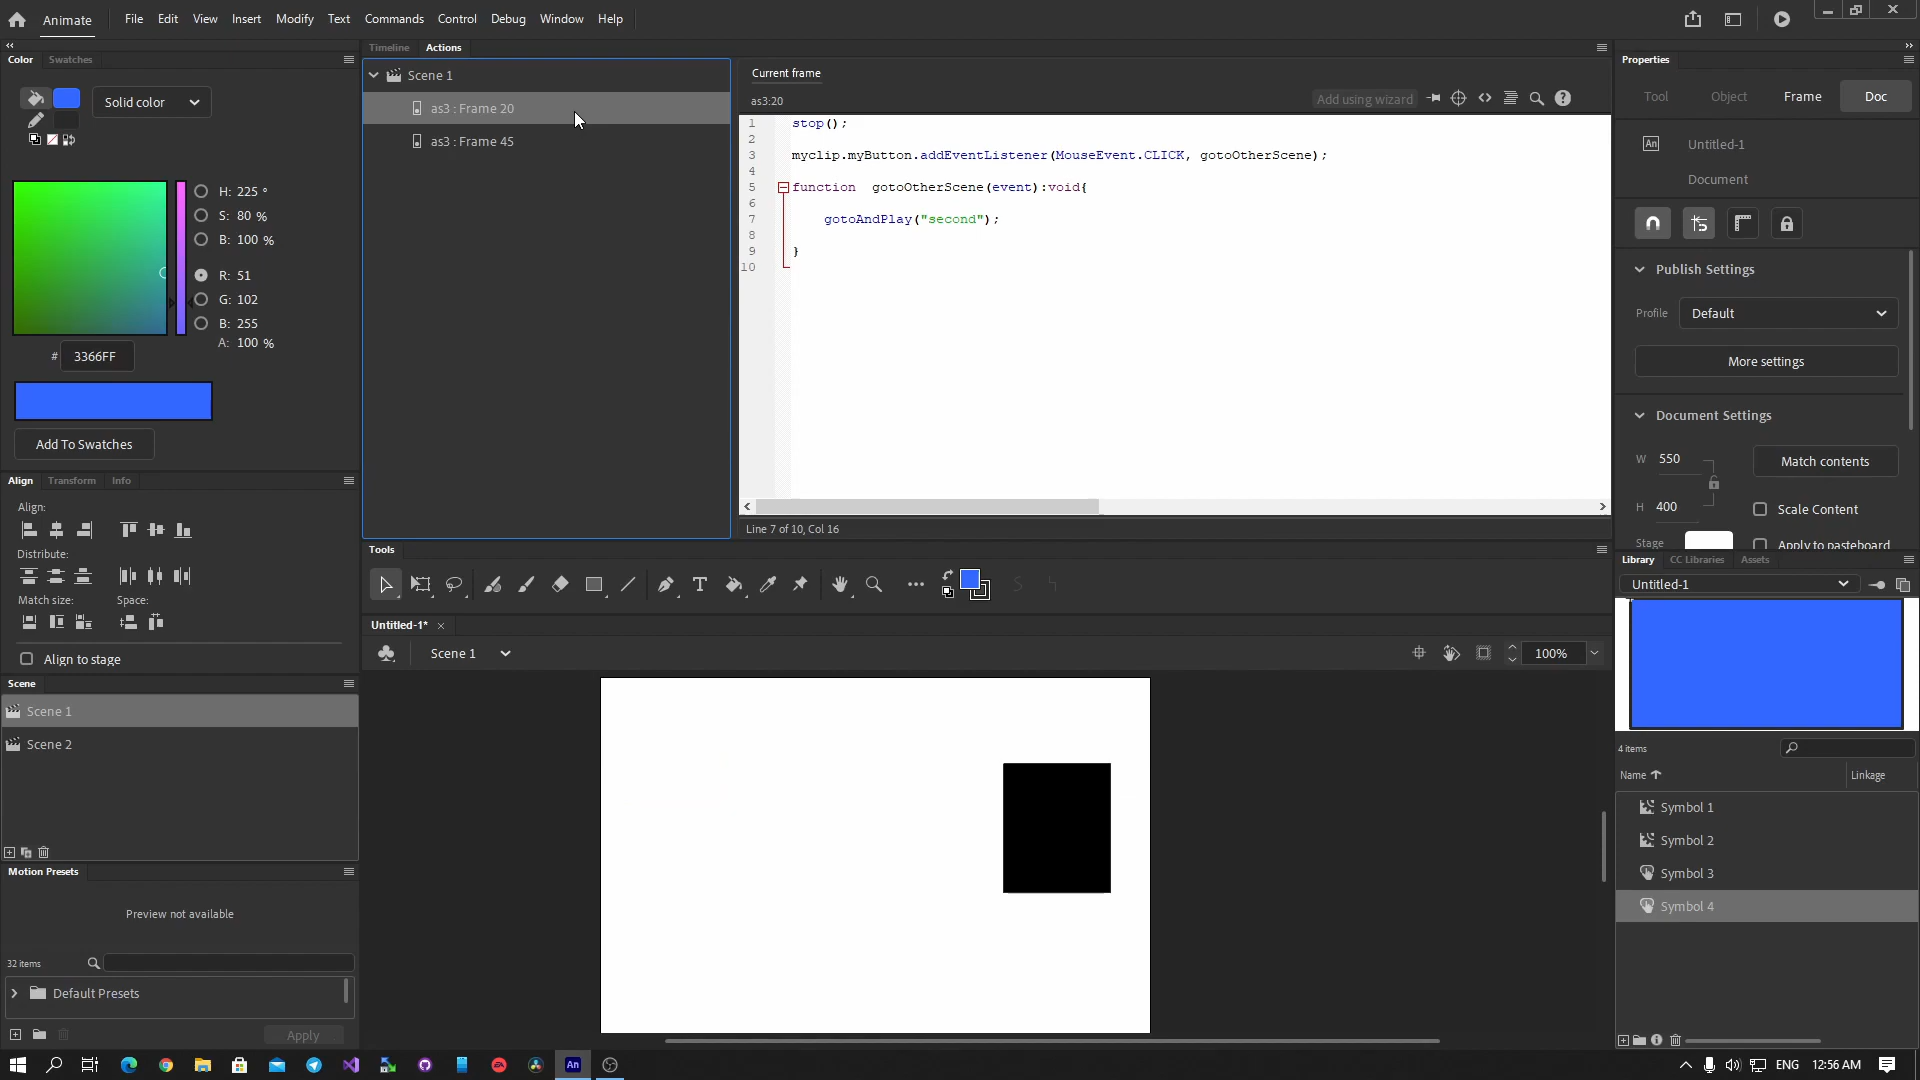 Animate File Edit View Insert Modify Text Commands Control Debug Window Help
Color Swatches
Solid color
H: 225 °
S: 80 %
B: 100 %
R: 51
G: 102
B: 255
A: 100 %
# 3366FF
Add To Swatches
Align Transform Info
Align:
Distribute:
Match size: Space:
Align to stage
Scene
Scene 1
Scene 2
Motion Presets
Preview not available
32 items
Default Presets
Apply
Timeline Actions
Scene 1
as3 : Frame 20
as3 : Frame 45
Current frame
as3:20
Add using wizard
1 stop();
2
3 myclip.myButton.addEventListener(MouseEvent.CLICK, gotoOtherScene);
4
5 function gotoOtherScene(event):void{
6
7 gotoAndPlay("second");
8
9 }
10
Line 7 of 10, Col 16
Tools
Untitled-1*
Scene 1
100%
Properties
Tool Object Frame Doc
An Untitled-1
Document
Publish Settings
Profile Default
More settings
Document Settings
W 550 Match contents
H 400 Scale Content
Stage Apply to pasteboard
Library CC Libraries Assets
Untitled-1
4 items
Name Linkage
Symbol 1
Symbol 2
Symbol 3
Symbol 4
An
ENG 12:56 AM